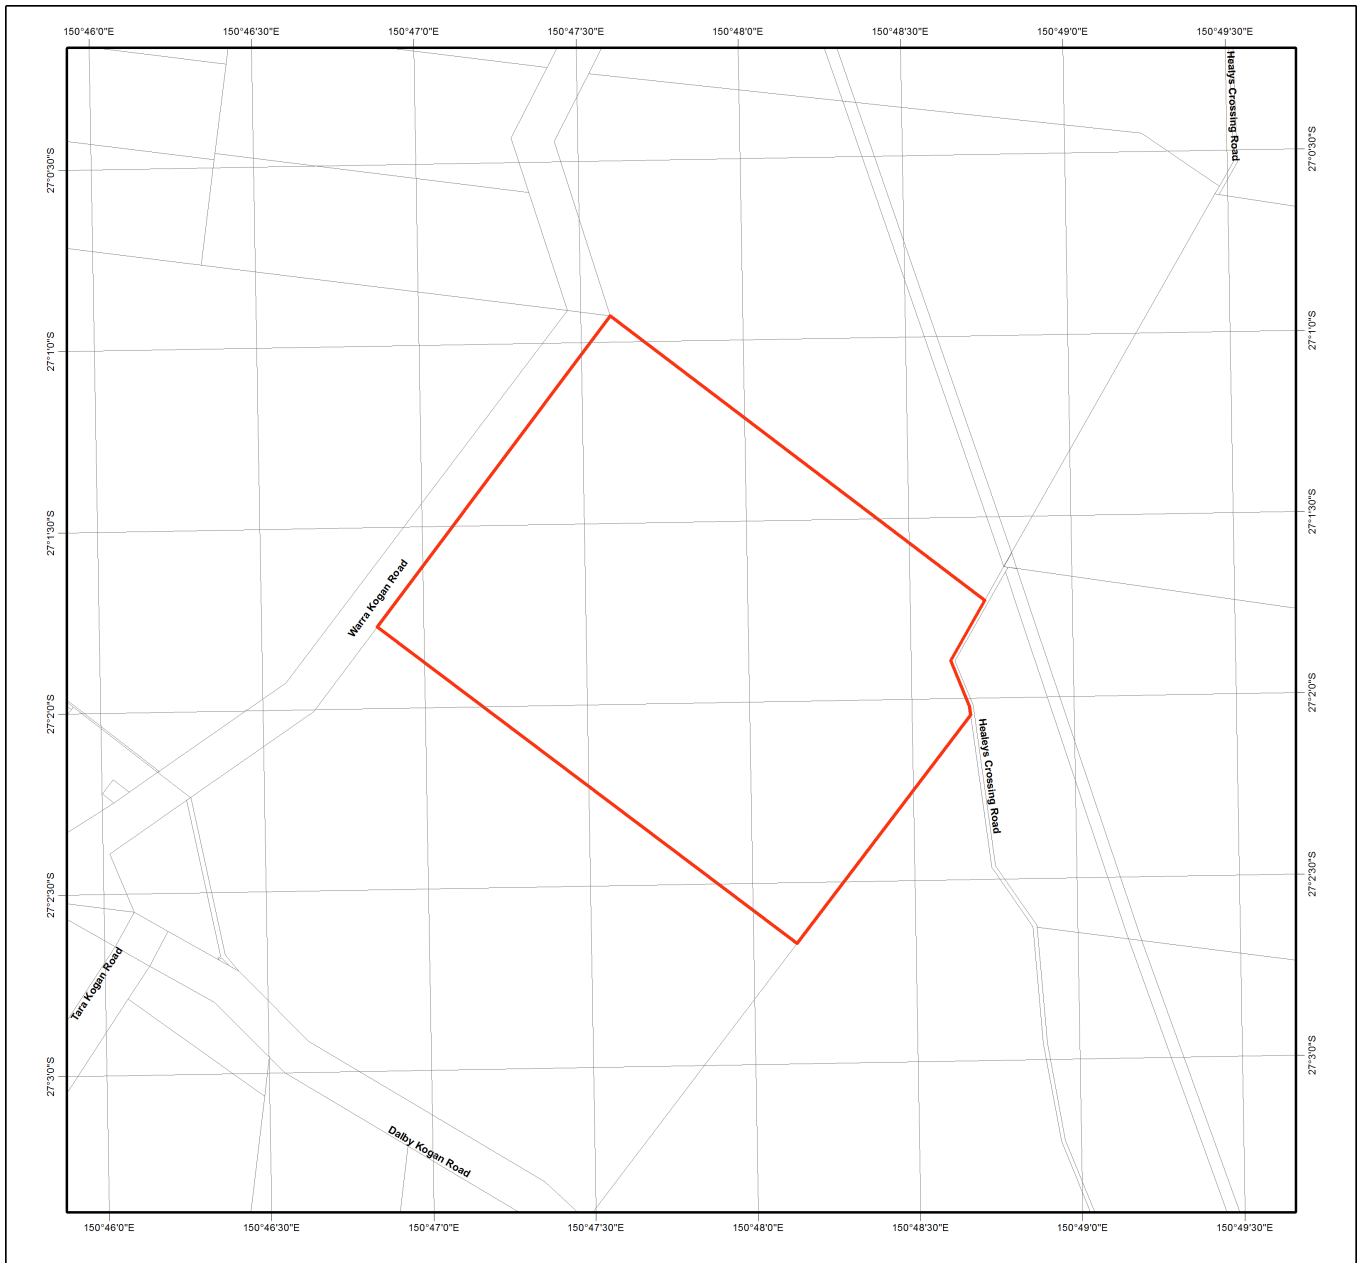 150°46'0"E
150°46'30"E
150°47'0"E
150°47'30"E
150°48'0"E
150°48'30"E
150°49'0"E
150°49'30"E
Healys Crossing Road
27°0'30"S
27°0'30"S
27°1'0"S
27°1'0"S
27°1'30"S
27°1'30"S
Warra Kogan Road
27°2'0"S
27°2'0"S
Healeys Crossing Road
27°2'30"S
27°2'30"S
Tara Kogan Road
27°3'0"S
27°3'0"S
Dalby Kogan Road
150°46'0"E
150°46'30"E
150°47'0"E
150°47'30"E
150°48'0"E
150°48'30"E
150°49'0"E
150°49'30"E